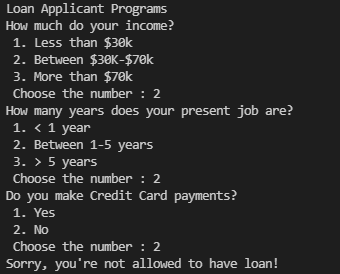 Loan Applicant Programs
How much do your income?
1. Less than $30k
2. Between $30K-$70k
3. More than $70k
Choose the number : 2
How many years does your present job are?
1. < 1 year
2. Between 1-5 years
3. > 5 years
Choose the number : 2
Do you make Credit Card payments?
1. Yes
2. No
Choose the number : 2
Sorry, you're not allowed to have loan!